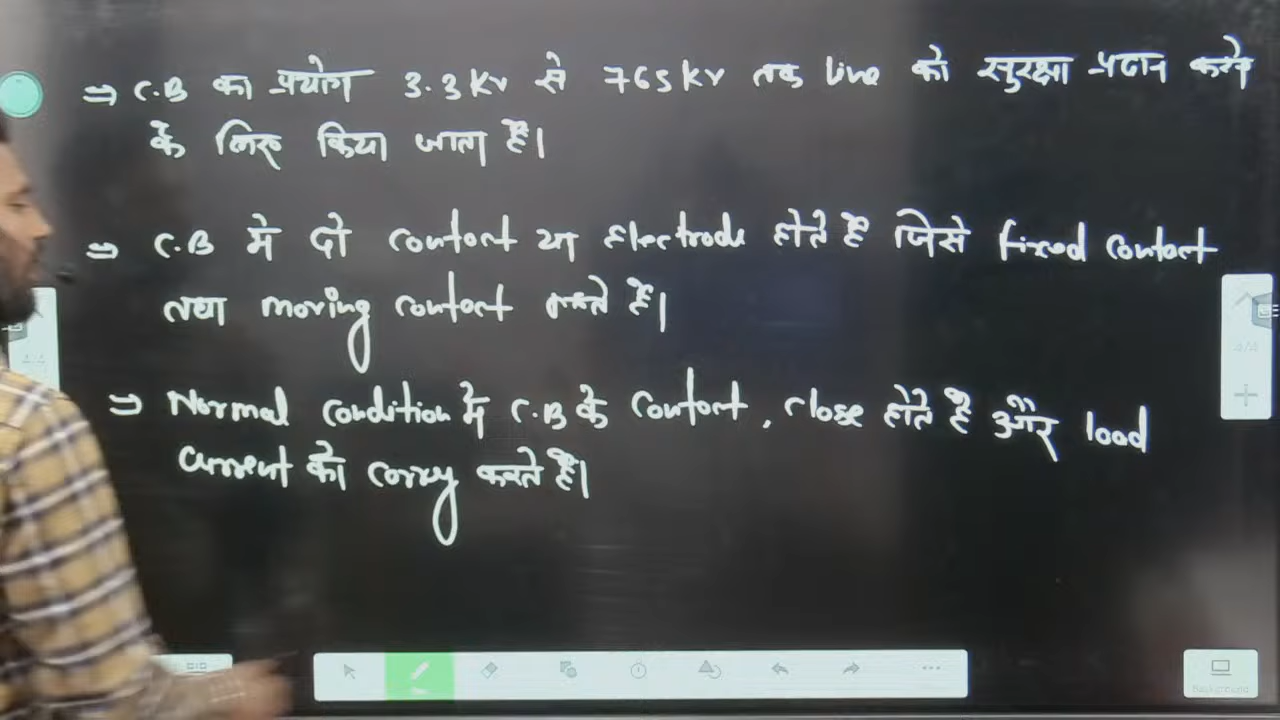 ⇒ C.B का प्रयोग 3.3 KV से 765 KV तक Line को सुरक्षा प्रदान करने
के लिए किया जाता है।
⇒ C.B में दो contact या Electrode होते है जिसे fixed contact
तथा moving contact कहते है।
⇒ Normal condition में C.B के contact, close होते है और load
current को carry करते है।
Background